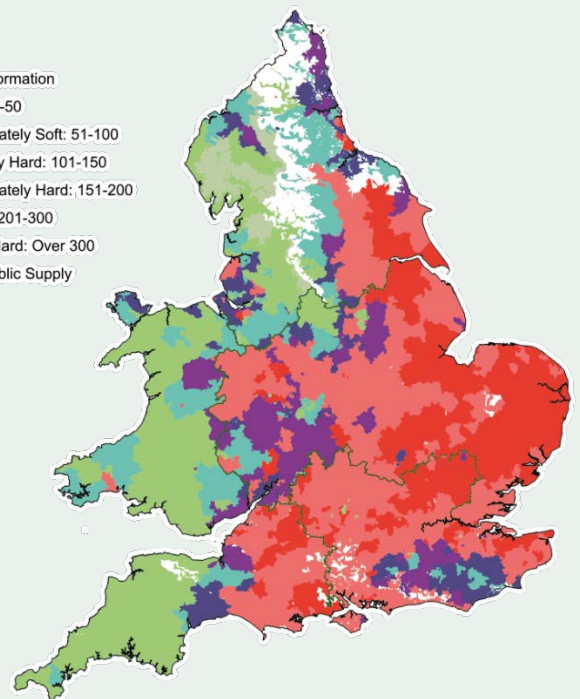 ormation
-50
ately Soft: 51-100
y Hard: 101-150
ately Hard: 151-200
201-300
ard: Over 300
blic Supply